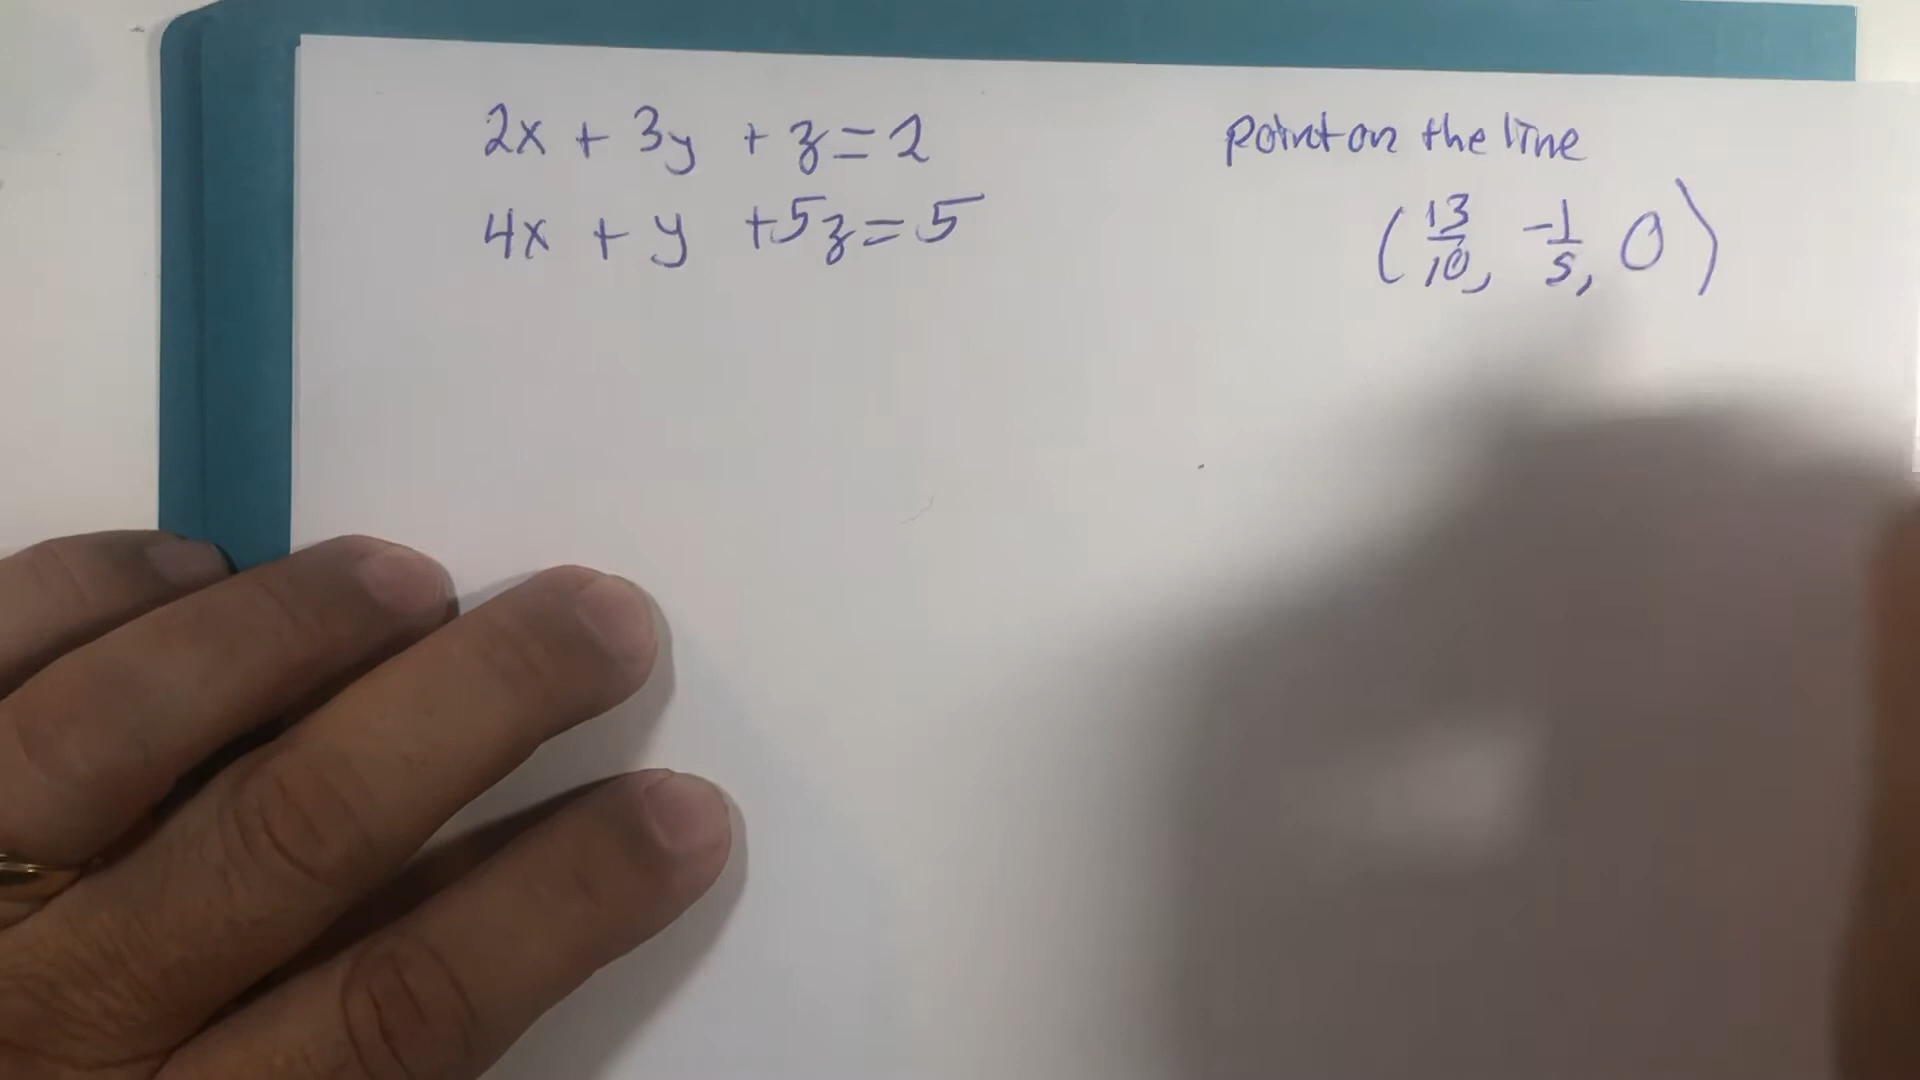 2x + 3y + z = 2
4x + y + 5z = 5
point on the line
(13/10, -1/5, 0)